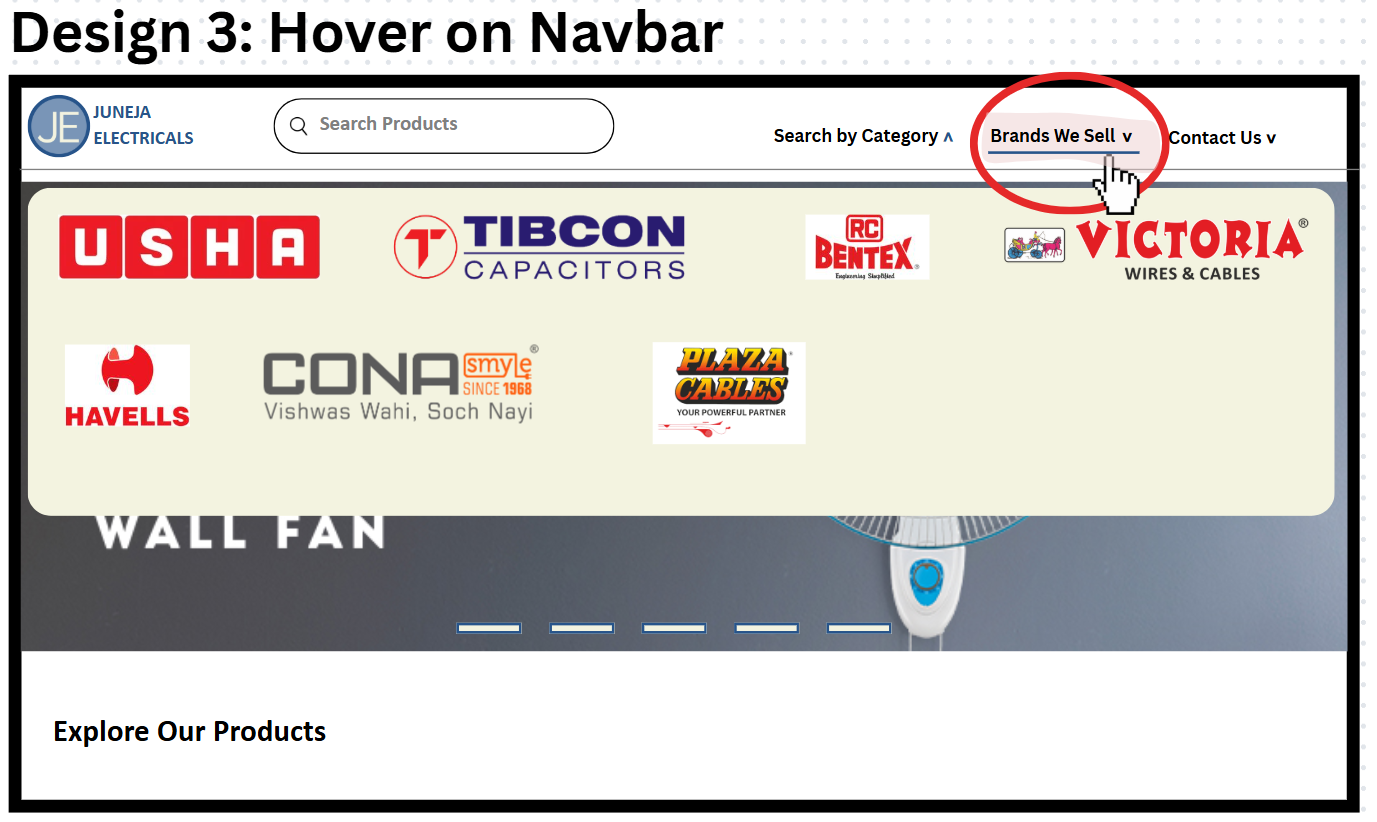 Design 3: Hover on Navbar
JE
JUNEJA
ELECTRICALS
Search Products
Search by Category ʌ
Brands We Sell v
Contact Us v
USHA
T TIBCON
CAPACITORS
RC
BENTEX®
Engineering Simplified
VICTORIA®
WIRES & CABLES
HAVELLS
CONA smyle®
SINCE 1968
Vishwas Wahi, Soch Nayi
PLAZA
CABLES
YOUR POWERFUL PARTNER
WALL FAN
Explore Our Products